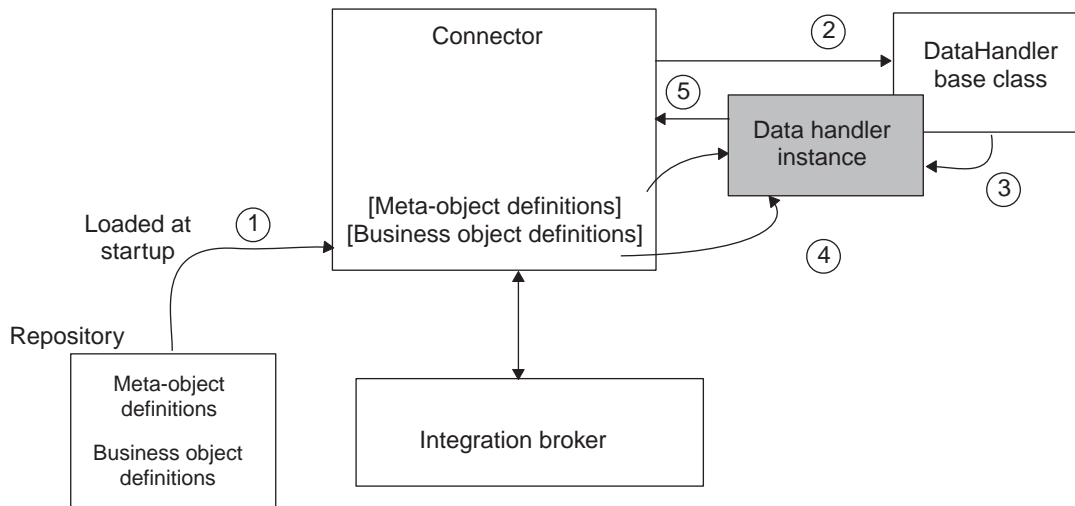 Connector
2
DataHandler
base class
5
Data handler
instance
3
[Meta-object definitions]
[Business object definitions]
Loaded at
startup
1
4
Repository
Meta-object
definitions
Business object
definitions
Integration broker